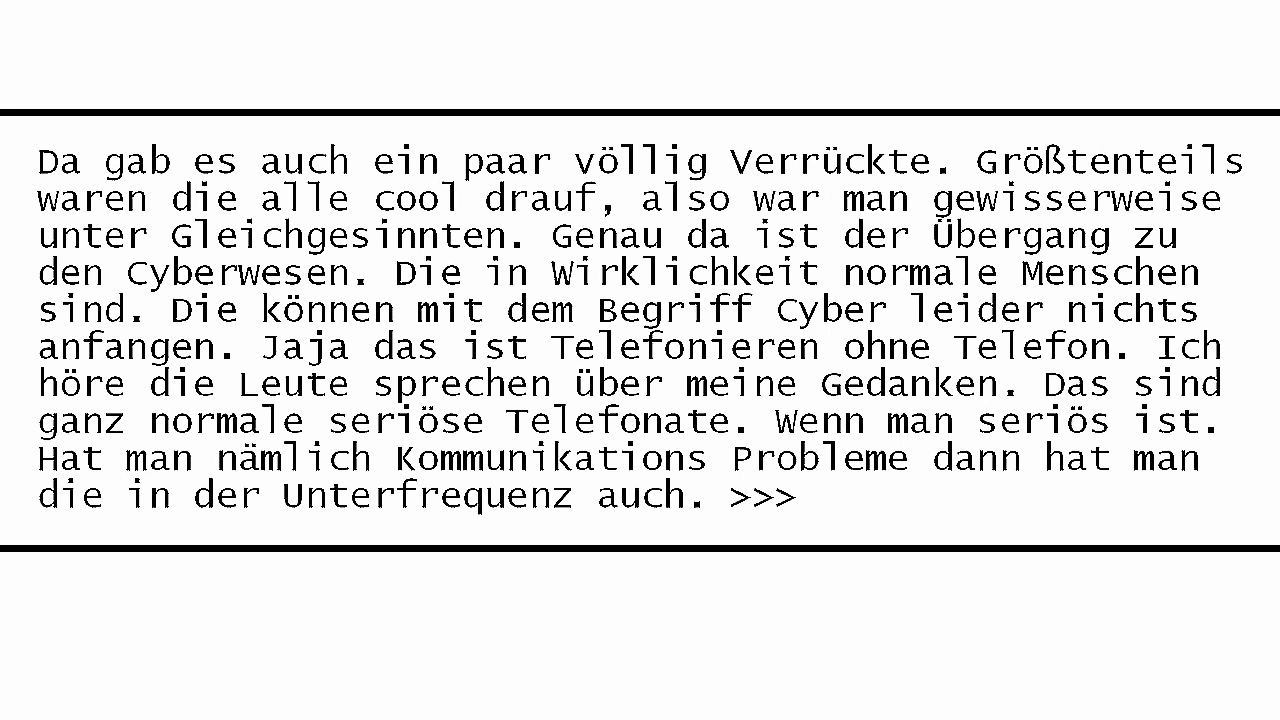 Da gab es auch ein paar völlig Verrückte. Größtenteils
waren die alle cool drauf, also war man gewisserweise
unter Gleichgesinnten. Genau da ist der Übergang zu
den Cyberwesen. Die in Wirklichkeit normale Menschen
sind. Die können mit dem Begriff Cyber leider nichts
anfangen. Jaja das ist Telefonieren ohne Telefon. Ich
höre die Leute sprechen über meine Gedanken. Das sind
ganz normale seriöse Telefonate. Wenn man seriös ist.
Hat man nämlich Kommunikations Probleme dann hat man
die in der Unterfrequenz auch. >>>